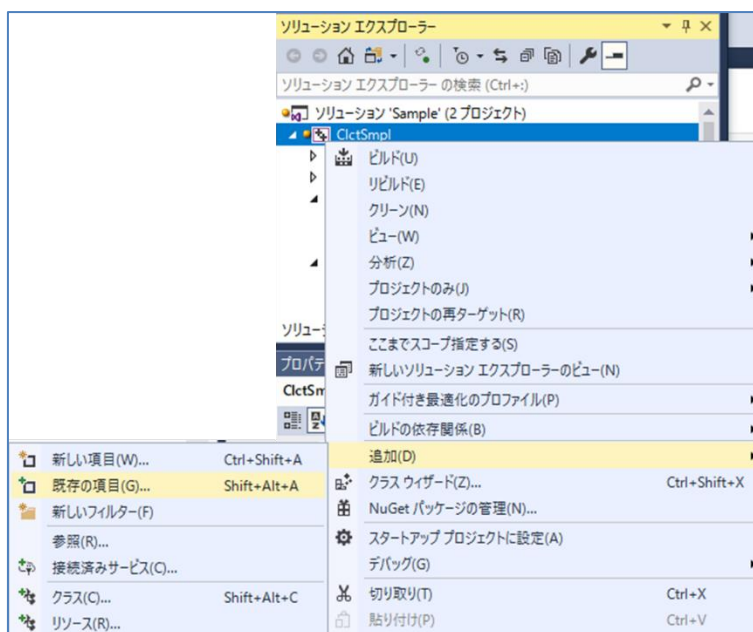 ソリューション エクスプローラー
ソリューション エクスプローラー の検索 (Ctrl+:)
ソリューション 'Sample' (2 プロジェクト)
ClctSmpl
ビルド(U)
リビルド(E)
クリーン(N)
ビュー(W)
分析(Z)
プロジェクトのみ(J)
プロジェクトの再ターゲット(R)
ここまでスコープ指定する(S)
新しいソリューション エクスプローラーのビュー(N)
ガイド付き最適化のプロファイル(P)
ビルドの依存関係(B)
追加(D)
クラス ウィザード(Z)... Ctrl+Shift+X
NuGet パッケージの管理(N)...
スタートアップ プロジェクトに設定(A)
デバッグ(G)
切り取り(T) Ctrl+X
貼り付け(P) Ctrl+V
ソリュー
プロパテ
ClctSm
新しい項目(W)... Ctrl+Shift+A
既存の項目(G)... Shift+Alt+A
新しいフィルター(F)
参照(R)...
接続済みサービス(C)...
クラス(C)... Shift+Alt+C
リソース(R)...